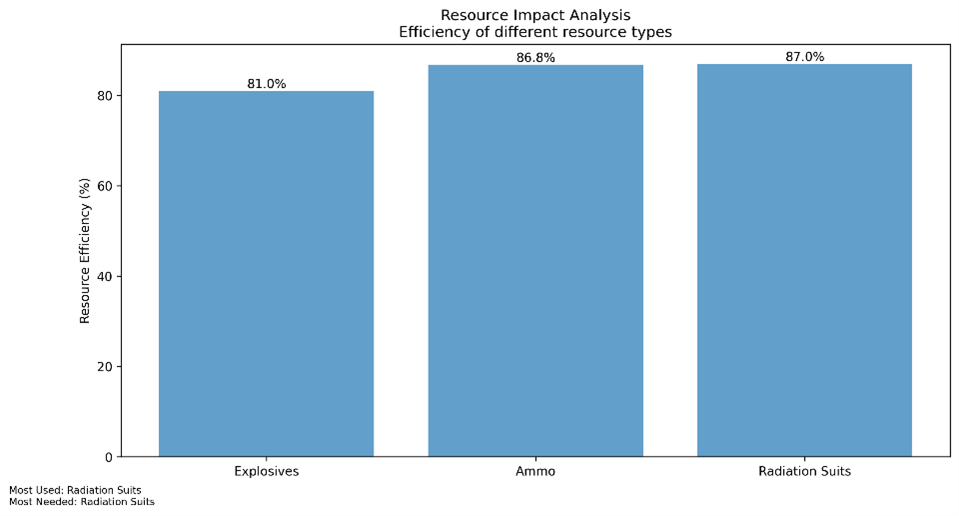 Resource Impact Analysis
Efficiency of different resource types
81.0%
86.8%
87.0%
Resource Efficiency (%)
80
60
40
20
0
Explosives
Ammo
Radiation Suits
Most Used: Radiation Suits
Most Needed: Radiation Suits